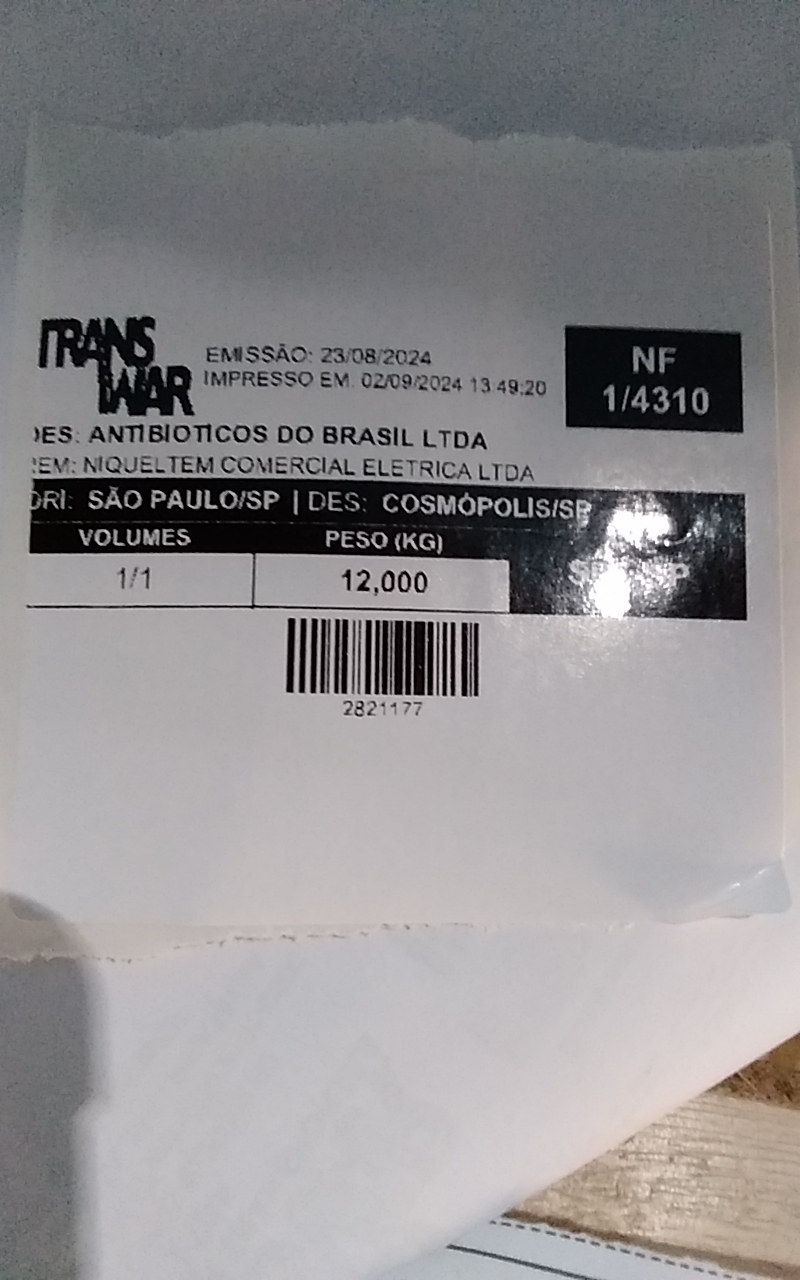 TRANS
WAR
EMISSÃO: 23/08/2024
IMPRESSO EM: 02/09/2024 13:49:20
NF
1/4310
DES: ANTIBIOTICOS DO BRASIL LTDA
REM: NIQUELTEM COMERCIAL ELETRICA LTDA
ORI: SÃO PAULO/SP | DES: COSMÓPOLIS/SP
VOLUMES PESO (KG)
1/1 12,000
2821177